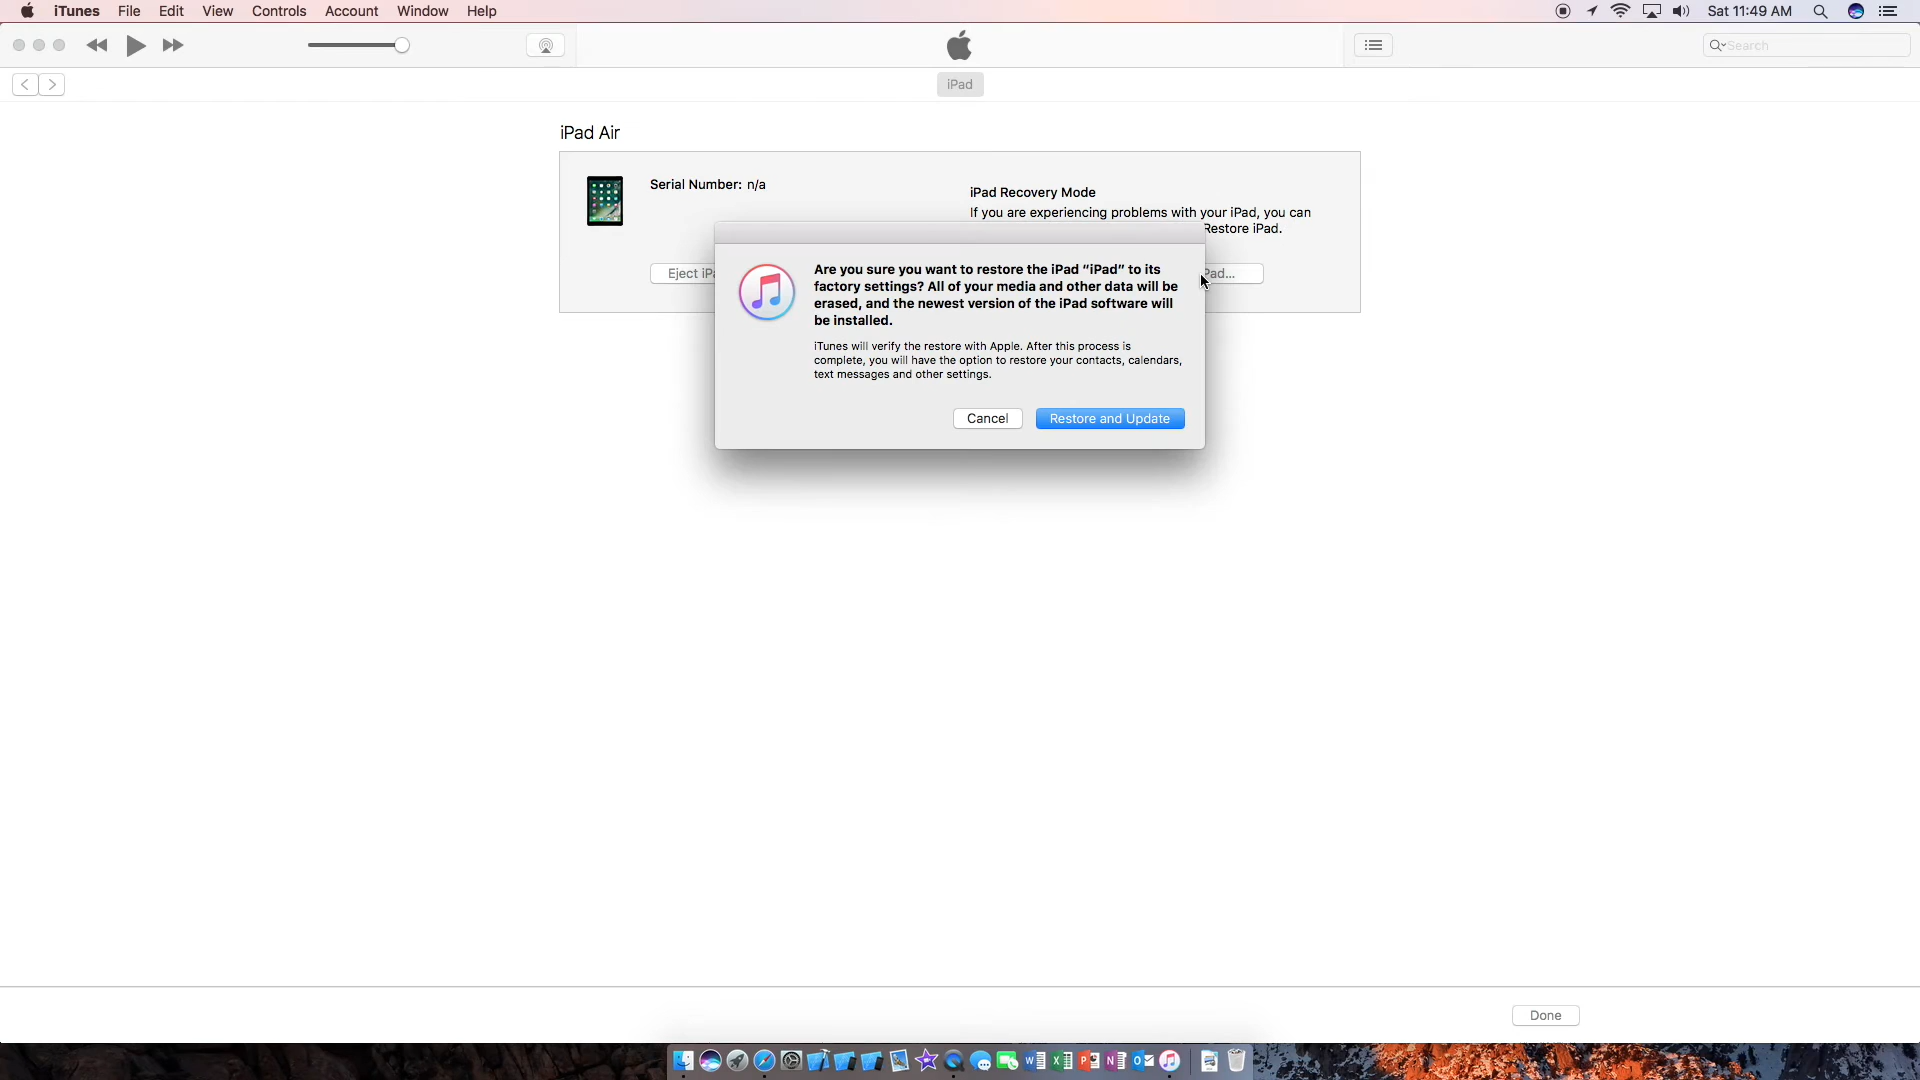 iTunes File Edit View Controls Account Window Help Sat 11:49 AM
Search
iPad
iPad Air
Serial Number: n/a
iPad Recovery Mode
If you are experiencing problems with your iPad, you can
Restore iPad.
Eject
Are you sure you want to restore the iPad “iPad” to its
factory settings? All of your media and other data will be
erased, and the newest version of the iPad software will
be installed.
iTunes will verify the restore with Apple. After this process is
complete, you will have the option to restore your contacts, calendars,
text messages and other settings.
Cancel Restore and Update
Done